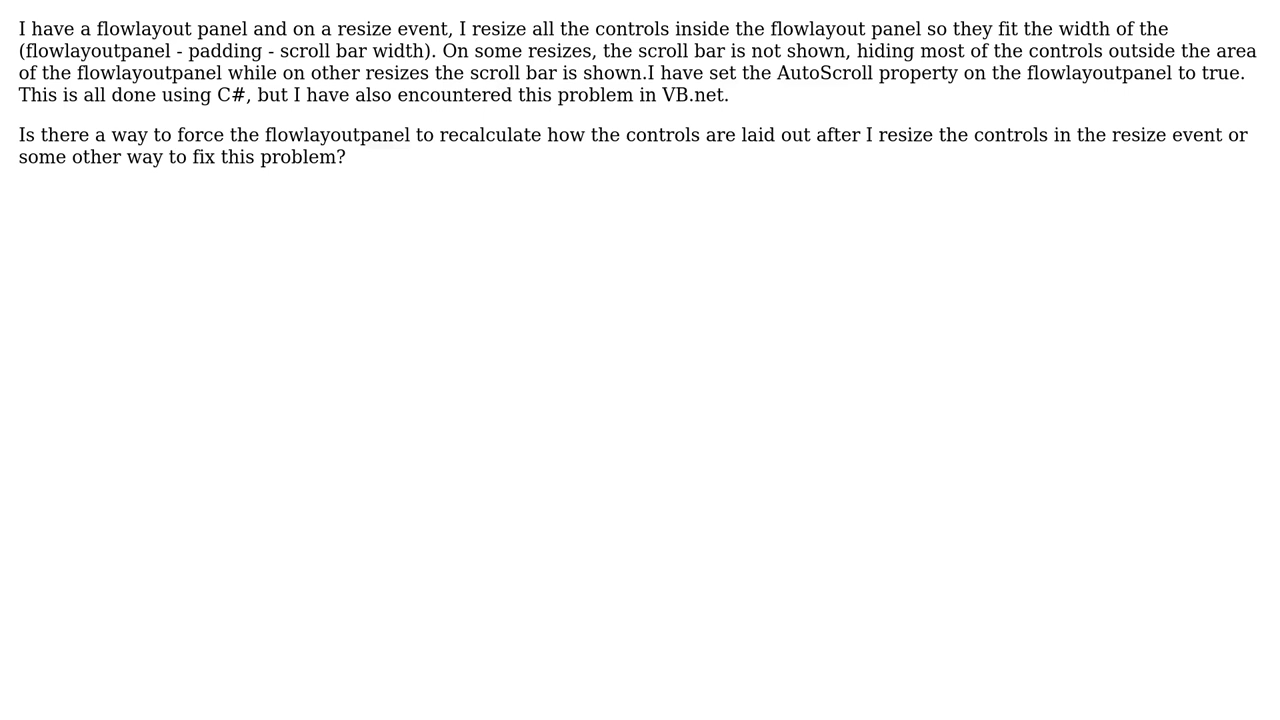 I have a flowlayout panel and on a resize event, I resize all the controls inside the flowlayout panel so they fit the width of the
(flowlayoutpanel - padding - scroll bar width). On some resizes, the scroll bar is not shown, hiding most of the controls outside the area
of the flowlayoutpanel while on other resizes the scroll bar is shown.I have set the AutoScroll property on the flowlayoutpanel to true.
This is all done using C#, but I have also encountered this problem in VB.net.
Is there a way to force the flowlayoutpanel to recalculate how the controls are laid out after I resize the controls in the resize event or
some other way to fix this problem?